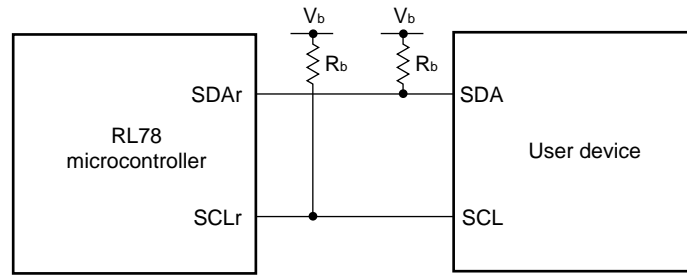 Vb Vb
Rb Rb
SDAr SDA
RL78
microcontroller
User device
SCLr SCL